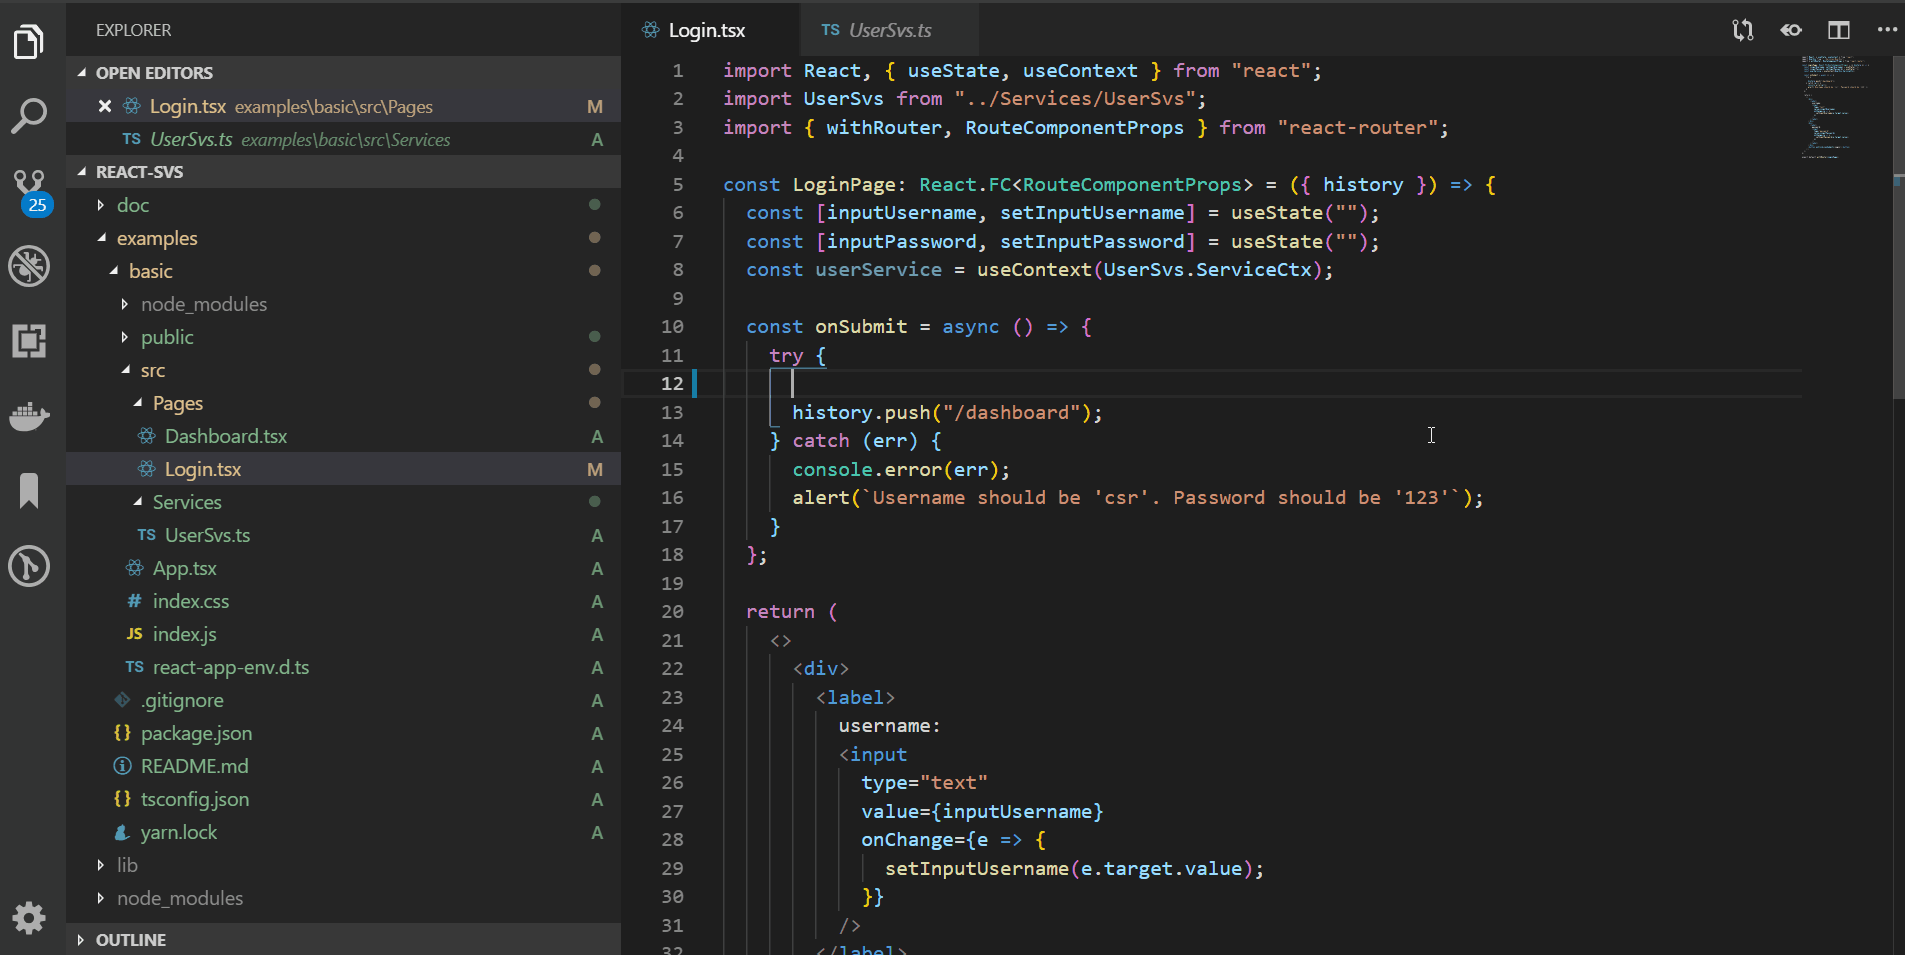 EXPLORER
OPEN EDITORS
Login.tsx examples\basic\src\Pages M
TS UserSvs.ts examples\basic\src\Services A
REACT-SVS
25
doc
examples
basic
node_modules
public
src
Pages
Dashboard.tsx A
Login.tsx M
Services
TS UserSvs.ts A
App.tsx A
# index.css A
JS index.js A
TS react-app-env.d.ts A
.gitignore A
{} package.json A
README.md A
{} tsconfig.json A
yarn.lock A
lib
node_modules
OUTLINE
Login.tsx
TS UserSvs.ts
1 import React, { useState, useContext } from "react";
2 import UserSvs from "../Services/UserSvs";
3 import { withRouter, RouteComponentProps } from "react-router";
4
5 const LoginPage: React.FC<RouteComponentProps> = ({ history }) => {
6 const [inputUsername, setInputUsername] = useState("");
7 const [inputPassword, setInputPassword] = useState("");
8 const userService = useContext(UserSvs.ServiceCtx);
9
10 const onSubmit = async () => {
11 try {
12
13 history.push("/dashboard");
14 } catch (err) {
15 console.error(err);
16 alert(`Username should be 'csr'. Password should be '123'`);
17 }
18 };
19
20 return (
21 <>
22 <div>
23 <label>
24 username:
25 <input
26 type="text"
27 value={inputUsername}
28 onChange={e => {
29 setInputUsername(e.target.value);
30 }}
31 />
32 </label>